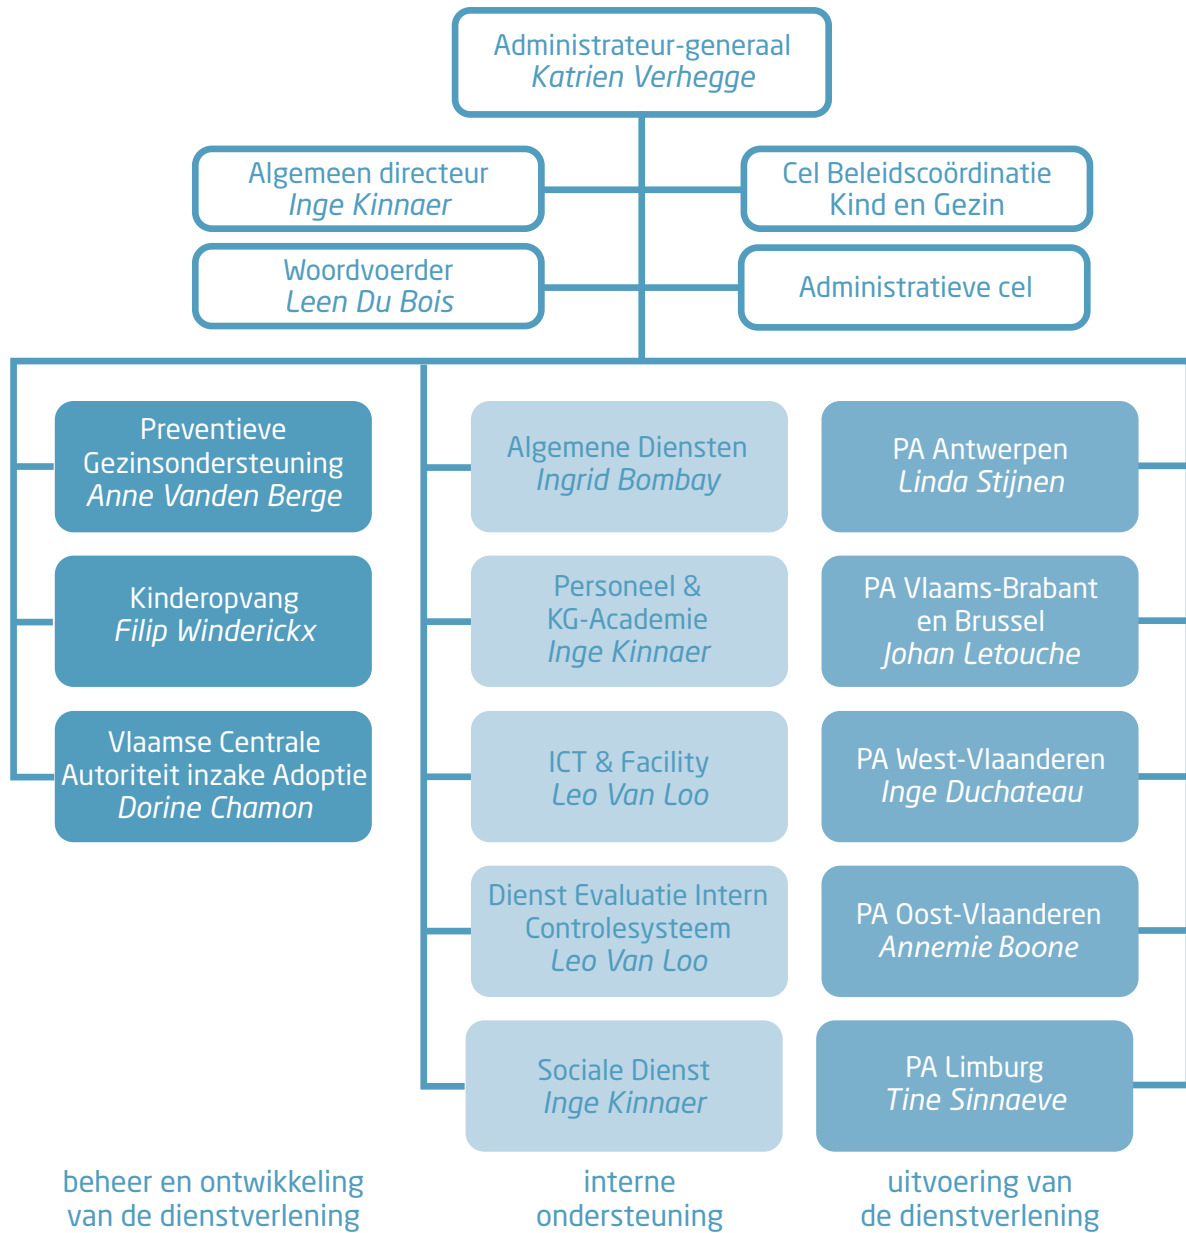 Administrateur-generaal
Katrien Verhegge
Algemeen directeur
Inge Kinnaer
Cel Beleidscoördinatie
Kind en Gezin
Woordvoerder
Leen Du Bois
Administratieve cel
Preventieve
Gezinsondersteuning
Anne Vanden Berge
Kinderopvang
Filip Winderickx
Vlaamse Centrale
Autoriteit inzake Adoptie
Dorine Chamon
beheer en ontwikkeling
van de dienstverlening
Algemene Diensten
Ingrid Bombay
Personeel &
KG-Academie
Inge Kinnaer
ICT & Facility
Leo Van Loo
Dienst Evaluatie Intern
Controlesysteem
Leo Van Loo
Sociale Dienst
Inge Kinnaer
interne
ondersteuning
PA Antwerpen
Linda Stijnen
PA Vlaams-Brabant
en Brussel
Johan Letouche
PA West-Vlaanderen
Inge Duchateau
PA Oost-Vlaanderen
Annemie Boone
PA Limburg
Tine Sinnaeve
uitvoering van
de dienstverlening